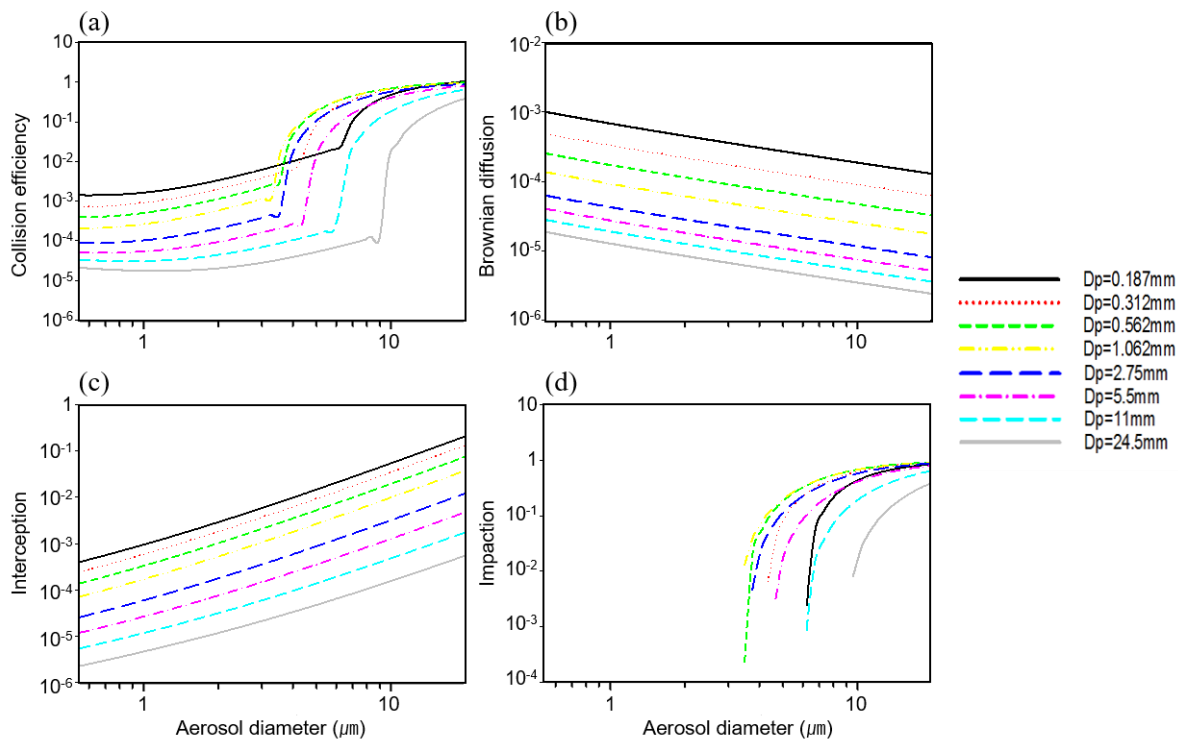 (a)
(b)
10
1
10-1
10-2
10-3
10-4
10-5
10-6
Collision efficiency
1
10
10-2
10-3
10-4
10-5
10-6
Brownian diffusion
1
10
Dp=0.187mm
Dp=0.312mm
Dp=0.562mm
Dp=1.062mm
Dp=2.75mm
Dp=5.5mm
Dp=11mm
Dp=24.5mm
(c)
(d)
1
10-1
10-2
10-3
10-4
10-5
10-6
Interception
1
10
Aerosol diameter (㎛)
10
1
10-1
10-2
10-3
10-4
Impaction
1
10
Aerosol diameter (㎛)